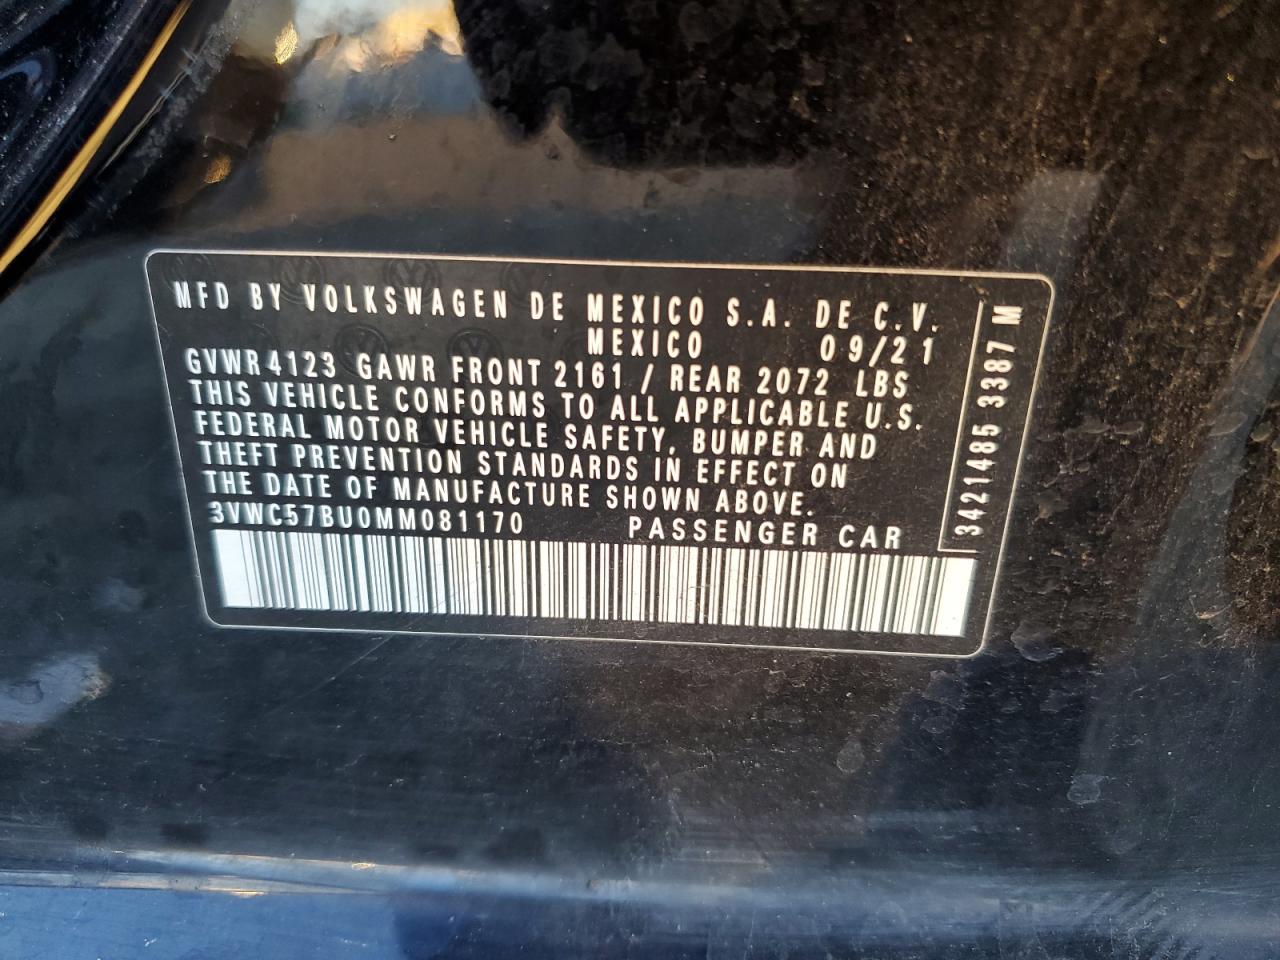 MFD BY VOLKSWAGEN DE MEXICO S.A. DE C.V.
MEXICO 09/21
GVWR 4123 GAWR FRONT 2161 / REAR 2072 LBS
THIS VEHICLE CONFORMS TO ALL APPLICABLE U.S.
FEDERAL MOTOR VEHICLE SAFETY, BUMPER AND
THEFT PREVENTION STANDARDS IN EFFECT ON
THE DATE OF MANUFACTURE SHOWN ABOVE.
3VWC57BU0MM081170 PASSENGER CAR
3421485 3387 M